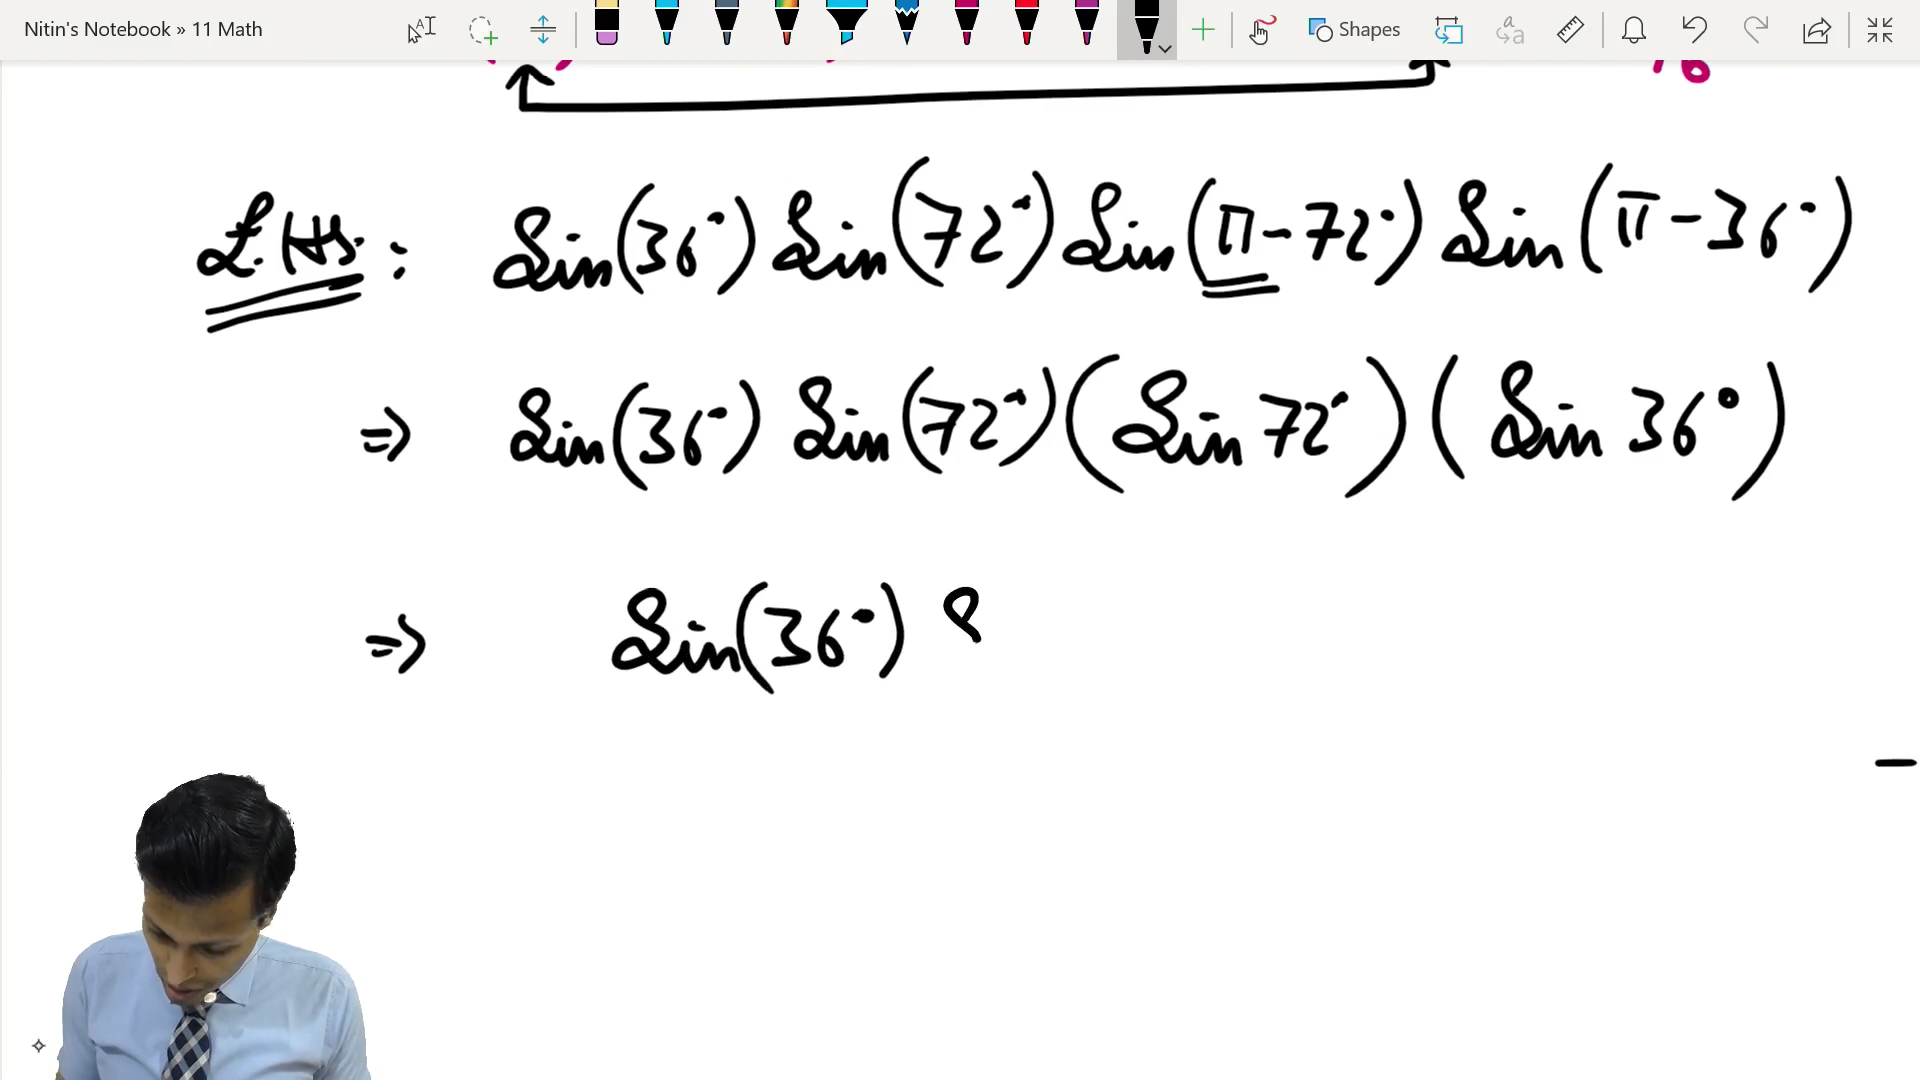 Nitin's Notebook » 11 Math
Shapes
L.H.S. : Sin(36°) Sin(72°) Sin(π-72°) Sin(π-36°)
=> Sin(36°) Sin(72°) (Sin 72°) (Sin 36°)
=> Sin(36°)